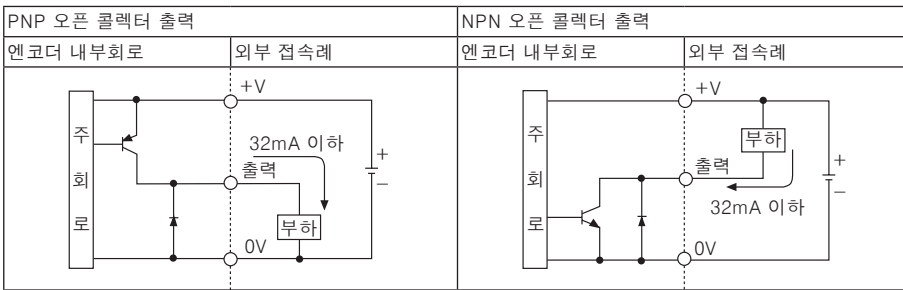 PNP 오픈 콜렉터 출력
NPN 오픈 콜렉터 출력
엔코더 내부회로
외부 접속례
엔코더 내부회로
외부 접속례
주
회
로
+V
32mA 이하
출력
부하
0V
+
−
주
회
로
+V
부하
출력
32mA 이하
0V
+
−